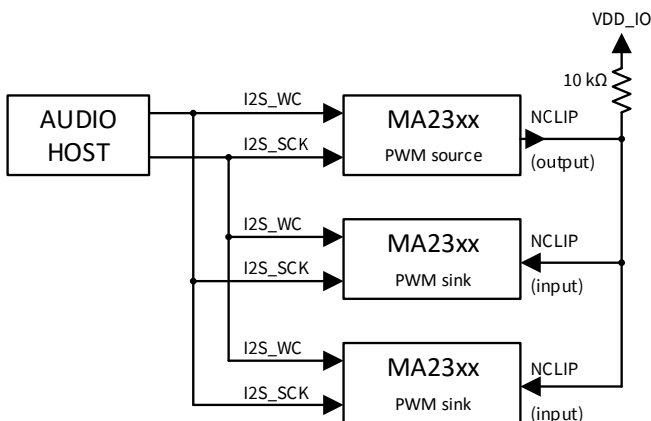 VDD_IO
10 kΩ
AUDIO
HOST
I2S_WC
I2S_SCK
MA23xx
PWM source
NCLIP
(output)
I2S_WC
I2S_SCK
MA23xx
PWM sink
NCLIP
(input)
I2S_WC
I2S_SCK
MA23xx
PWM sink
NCLIP
(input)